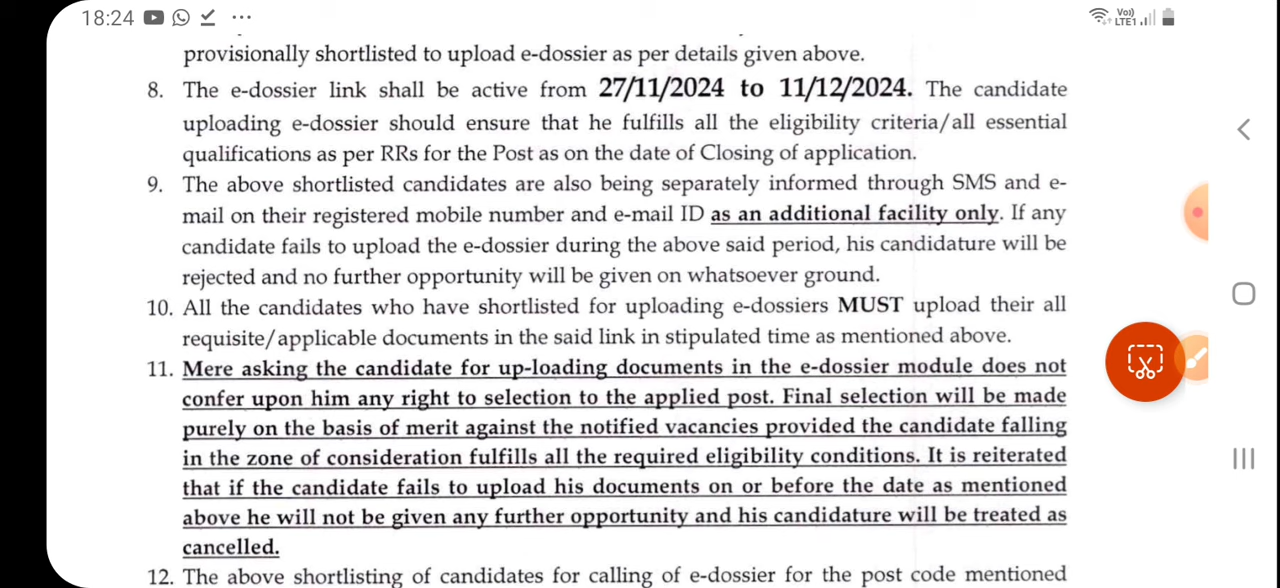 18:24
Vo))
LTE1
provisionally shortlisted to upload e-dossier as per details given above.
8. The e-dossier link shall be active from 27/11/2024 to 11/12/2024. The candidate
uploading e-dossier should ensure that he fulfills all the eligibility criteria/all essential
qualifications as per RRs for the Post as on the date of Closing of application.
9. The above shortlisted candidates are also being separately informed through SMS and e-
mail on their registered mobile number and e-mail ID as an additional facility only. If any
candidate fails to upload the e-dossier during the above said period, his candidature will be
rejected and no further opportunity will be given on whatsoever ground.
10. All the candidates who have shortlisted for uploading e-dossiers MUST upload their all
requisite/applicable documents in the said link in stipulated time as mentioned above.
11. Mere asking the candidate for up-loading documents in the e-dossier module does not
confer upon him any right to selection to the applied post. Final selection will be made
purely on the basis of merit against the notified vacancies provided the candidate falling
in the zone of consideration fulfills all the required eligibility conditions. It is reiterated
that if the candidate fails to upload his documents on or before the date as mentioned
above he will not be given any further opportunity and his candidature will be treated as
cancelled.
12. The above shortlisting of candidates for calling of e-dossier for the post code mentioned